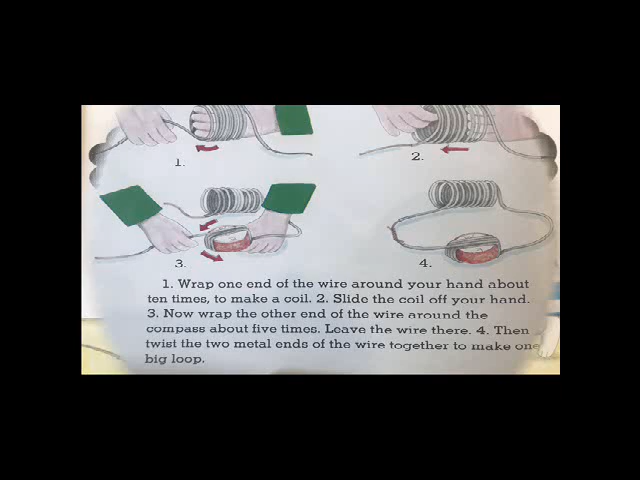 1.
2.
3.
4.
1. Wrap one end of the wire around your hand about
ten times, to make a coil. 2. Slide the coil off your hand.
3. Now wrap the other end of the wire around the
compass about five times. Leave the wire there. 4. Then
twist the two metal ends of the wire together to make one
big loop.